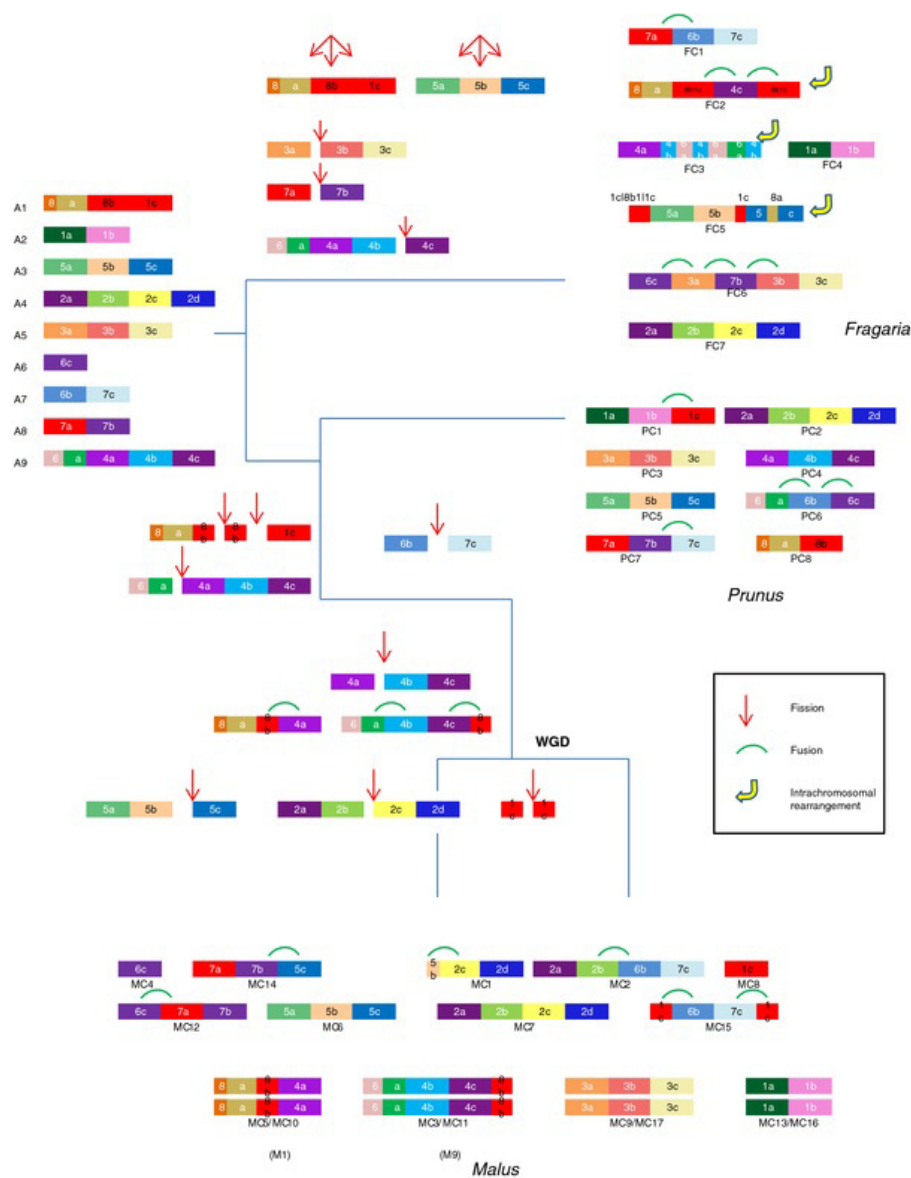 7a 6b 7c
FC1
8 a 8b 1c 5a 5b 5c
8 a 4c
FC2
3a 3b 3c
4a
FC3
1a 1b
FC4
7a 7b
A1 8 a 8b 1c
1cl8b1l1c 1c 8a
5a 5b 5 c
FC5
A2 1a 1b
6 a 4a 4b 4c
A3 5a 5b 5c
6c 3a 7b 3b 3c
FC6
A4 2a 2b 2c 2d
Fragaria
A5 3a 3b 3c
2a 2b 2c 2d
FC7
A6 6c
A7 6b 7c
1a 1b 1c 2a 2b 2c 2d
PC1 PC2
A8 7a 7b
A9 6 a 4a 4b 4c
3a 3b 3c 4a 4b 4c
PC3 PC4
5a 5b 5c 6 a 6b 6c
PC5 PC6
8 a 8b 8b 1c
6b 7c
7a 7b 7c 8 a 8b
PC7 PC8
6 a 4a 4b 4c
Prunus
4a 4b 4c
8 a 8b 4a 6 a 4b 4c 8b
WGD
Fission
Fusion
Intrachromosomal
rearrangement
5a 5b 5c 2a 2b 2c 2d
6c 7a 7b 5c 5b 2c 2d 2a 2b 6b 7c 1c
MC4 MC14 MC1 MC2 MC8
6c 7a 7b 5a 5b 5c 2a 2b 2c 2d 6b 7c
MC12 MC6 MC7 MC15
8 a 4a 6 a 4b 4c 3a 3b 3c 1a 1b
8 a 4a 6 a 4b 4c 3a 3b 3c 1a 1b
MC5/MC10 MC3/MC11 MC9/MC17 MC13/MC16
(M1) (M9)
Malus